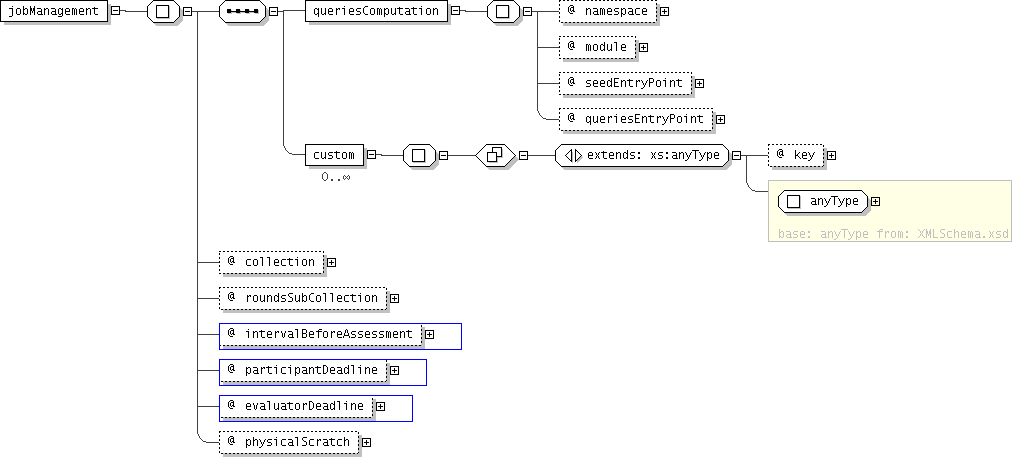 jobManagement
queriesComputation
@ namespace
@ module
@ seedEntryPoint
@ queriesEntryPoint
custom
0..∞
extends: xs:anyType
@ key
anyType
base: anyType from: XMLSchema.xsd
@ collection
@ roundsSubCollection
@ intervalBeforeAssessment
@ participantDeadline
@ evaluatorDeadline
@ physicalScratch